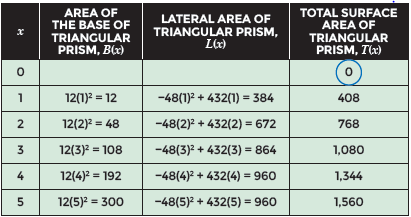 x
AREA OF
THE BASE OF
TRIANGULAR
PRISM, B(x)
LATERAL AREA OF
TRIANGULAR PRISM,
L(x)
TOTAL SURFACE
AREA OF
TRIANGULAR
PRISM, T(x)
0 0
1 12(1)² = 12 −48(1)² + 432(1) = 384 408
2 12(2)² = 48 −48(2)² + 432(2) = 672 768
3 12(3)² = 108 −48(3)² + 432(3) = 864 1,080
4 12(4)² = 192 −48(4)² + 432(4) = 960 1,344
5 12(5)² = 300 −48(5)² + 432(5) = 960 1,560